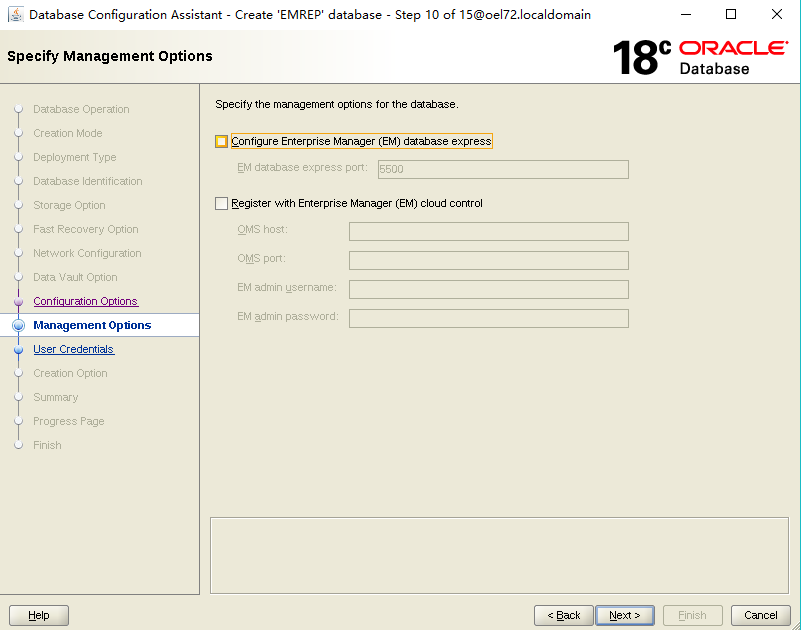 Database Configuration Assistant - Create 'EMREP' database - Step 10 of 15@oel72.localdomain
Specify Management Options
18c ORACLE
Database
Database Operation
Creation Mode
Deployment Type
Database Identification
Storage Option
Fast Recovery Option
Network Configuration
Data Vault Option
Configuration Options
Management Options
User Credentials
Creation Option
Summary
Progress Page
Finish
Specify the management options for the database.
Configure Enterprise Manager (EM) database express
EM database express port: 5500
Register with Enterprise Manager (EM) cloud control
OMS host:
OMS port:
EM admin username:
EM admin password:
Help
< Back
Next >
Finish
Cancel